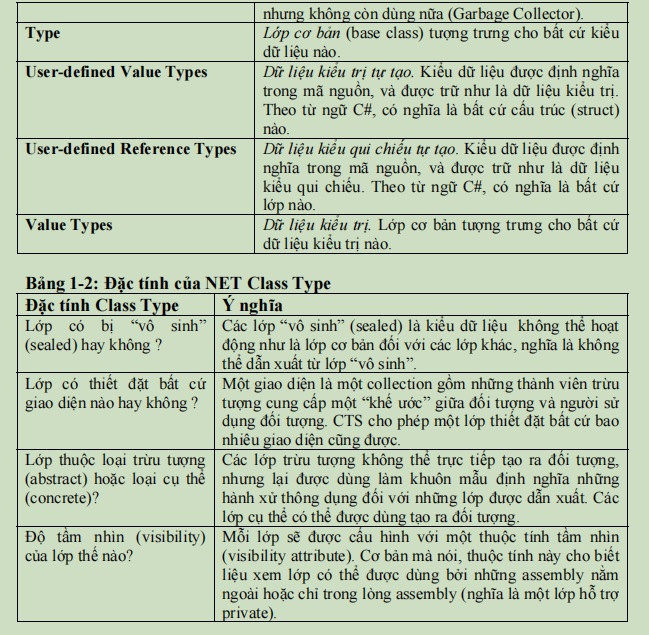 nhưng không còn dùng nữa (Garbage Collector).
Type
Lớp cơ bản (base class) tượng trưng cho bất cứ kiểu
dữ liệu nào.
User-defined Value Types
Dữ liệu kiểu trị tự tạo. Kiểu dữ liệu được định nghĩa
trong mã nguồn, và được trữ như là dữ liệu kiểu trị.
Theo từ ngữ C#, có nghĩa là bất cứ cấu trúc (struct)
nào.
User-defined Reference Types
Dữ liệu kiểu qui chiếu tự tạo. Kiểu dữ liệu được định
nghĩa trong mã nguồn, và được trữ như là dữ liệu
kiểu qui chiếu. Theo từ ngữ C#, có nghĩa là bất cứ
lớp nào.
Value Types
Dữ liệu kiểu trị. Lớp cơ bản tượng trưng cho bất cứ
dữ liệu kiểu trị nào.
Bảng 1-2: Đặc tính của NET Class Type
Đặc tính Class Type
Ý nghĩa
Lớp có bị “vô sinh”
(sealed) hay không ?
Các lớp “vô sinh” (sealed) là kiểu dữ liệu không thể hoạt
động như là lớp cơ bản đối với các lớp khác, nghĩa là không
thể dẫn xuất từ lớp “vô sinh”.
Lớp có thiết đặt bất cứ
giao diện nào hay không ?
Một giao diện là một collection gồm những thành viên trừu
tượng cung cấp một “khế ước” giữa đối tượng và người sử
dụng đối tượng. CTS cho phép một lớp thiết đặt bất cứ bao
nhiêu giao diện cũng được.
Lớp thuộc loại trừu tượng
(abstract) hoặc loại cụ thể
(concrete)?
Các lớp trừu tượng không thể trực tiếp tạo ra đối tượng,
nhưng lại được dùng làm khuôn mẫu định nghĩa những
hành xử thông dụng đối với những lớp được dẫn xuất. Các
lớp cụ thể có thể được dùng tạo ra đối tượng.
Độ tầm nhìn (visibility)
của lớp thế nào?
Mỗi lớp sẽ được cấu hình với một thuộc tính tầm nhìn
(visibility attribute). Cơ bản mà nói, thuộc tính này cho biết
liệu xem lớp có thể được dùng bởi những assembly nằm
ngoài hoặc chỉ trong lòng assembly (nghĩa là một lớp hỗ trợ
private).